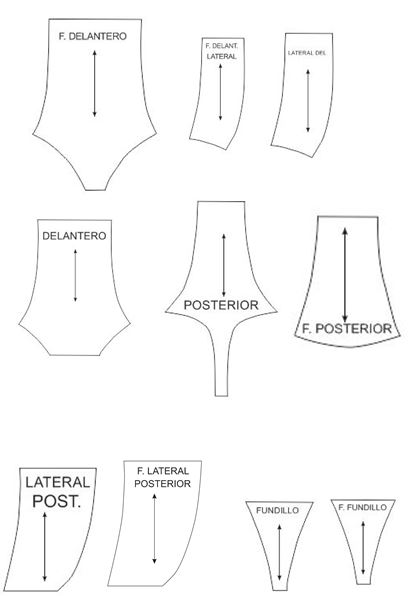 F. DELANTERO
F. DELANT.
LATERAL
LATERAL DEL
DELANTERO
POSTERIOR
F. POSTERIOR
LATERAL
POST.
F. LATERAL
POSTERIOR
FUNDILLO
F. FUNDILLO